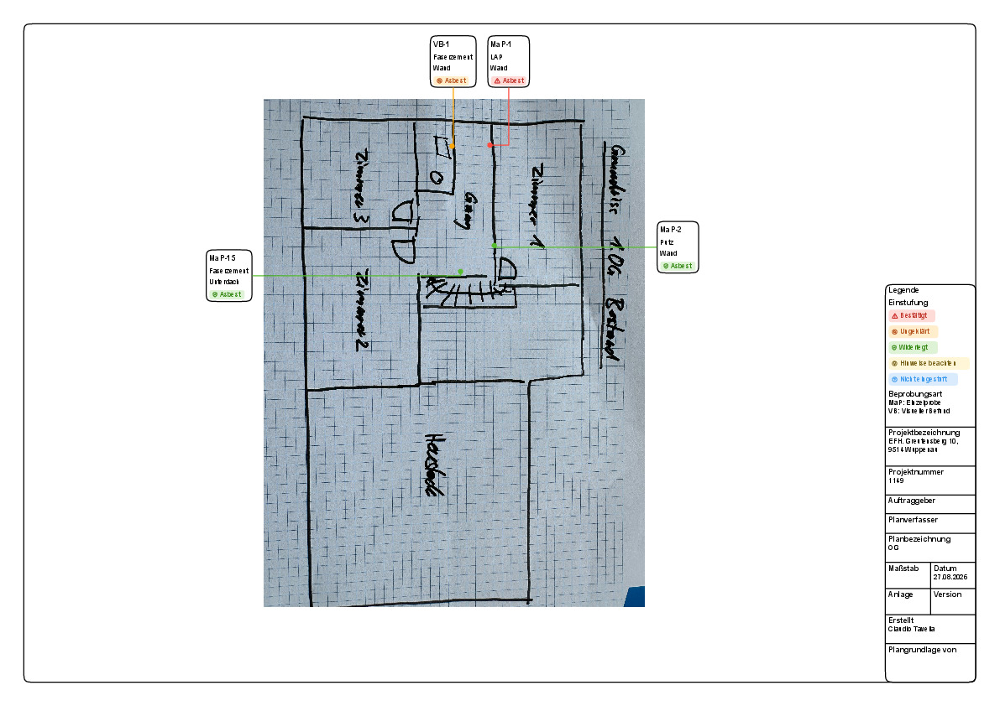 VB-1
Faserzement
Wand
Asbest
MaP-1
LAP
Wand
Asbest
MaP-2
Putz
Wand
Asbest
MaP-15
Faserzement
Unterdach
Asbest
Grundriss 1.OG Bestand
Zimmer 1
Gang
Zimmer 3
Zimmer 2
Legende
Einstufung
Bestätigt
Ungeklärt
Widerlegt
Hinweise beachten
Nicht eingestuft
Beprobungsart
MaP: Einzelprobe
VB: Visueller Befund
Projektbezeichnung
EFH. Greutensberg 10,
9514 Wuppenau
Projektnummer
1149
Auftraggeber
Planverfasser
Planbezeichnung
OG
Maßstab
Datum
27.08.2026
Anlage
Version
Erstellt
Claudio Tavella
Plangrundlage von